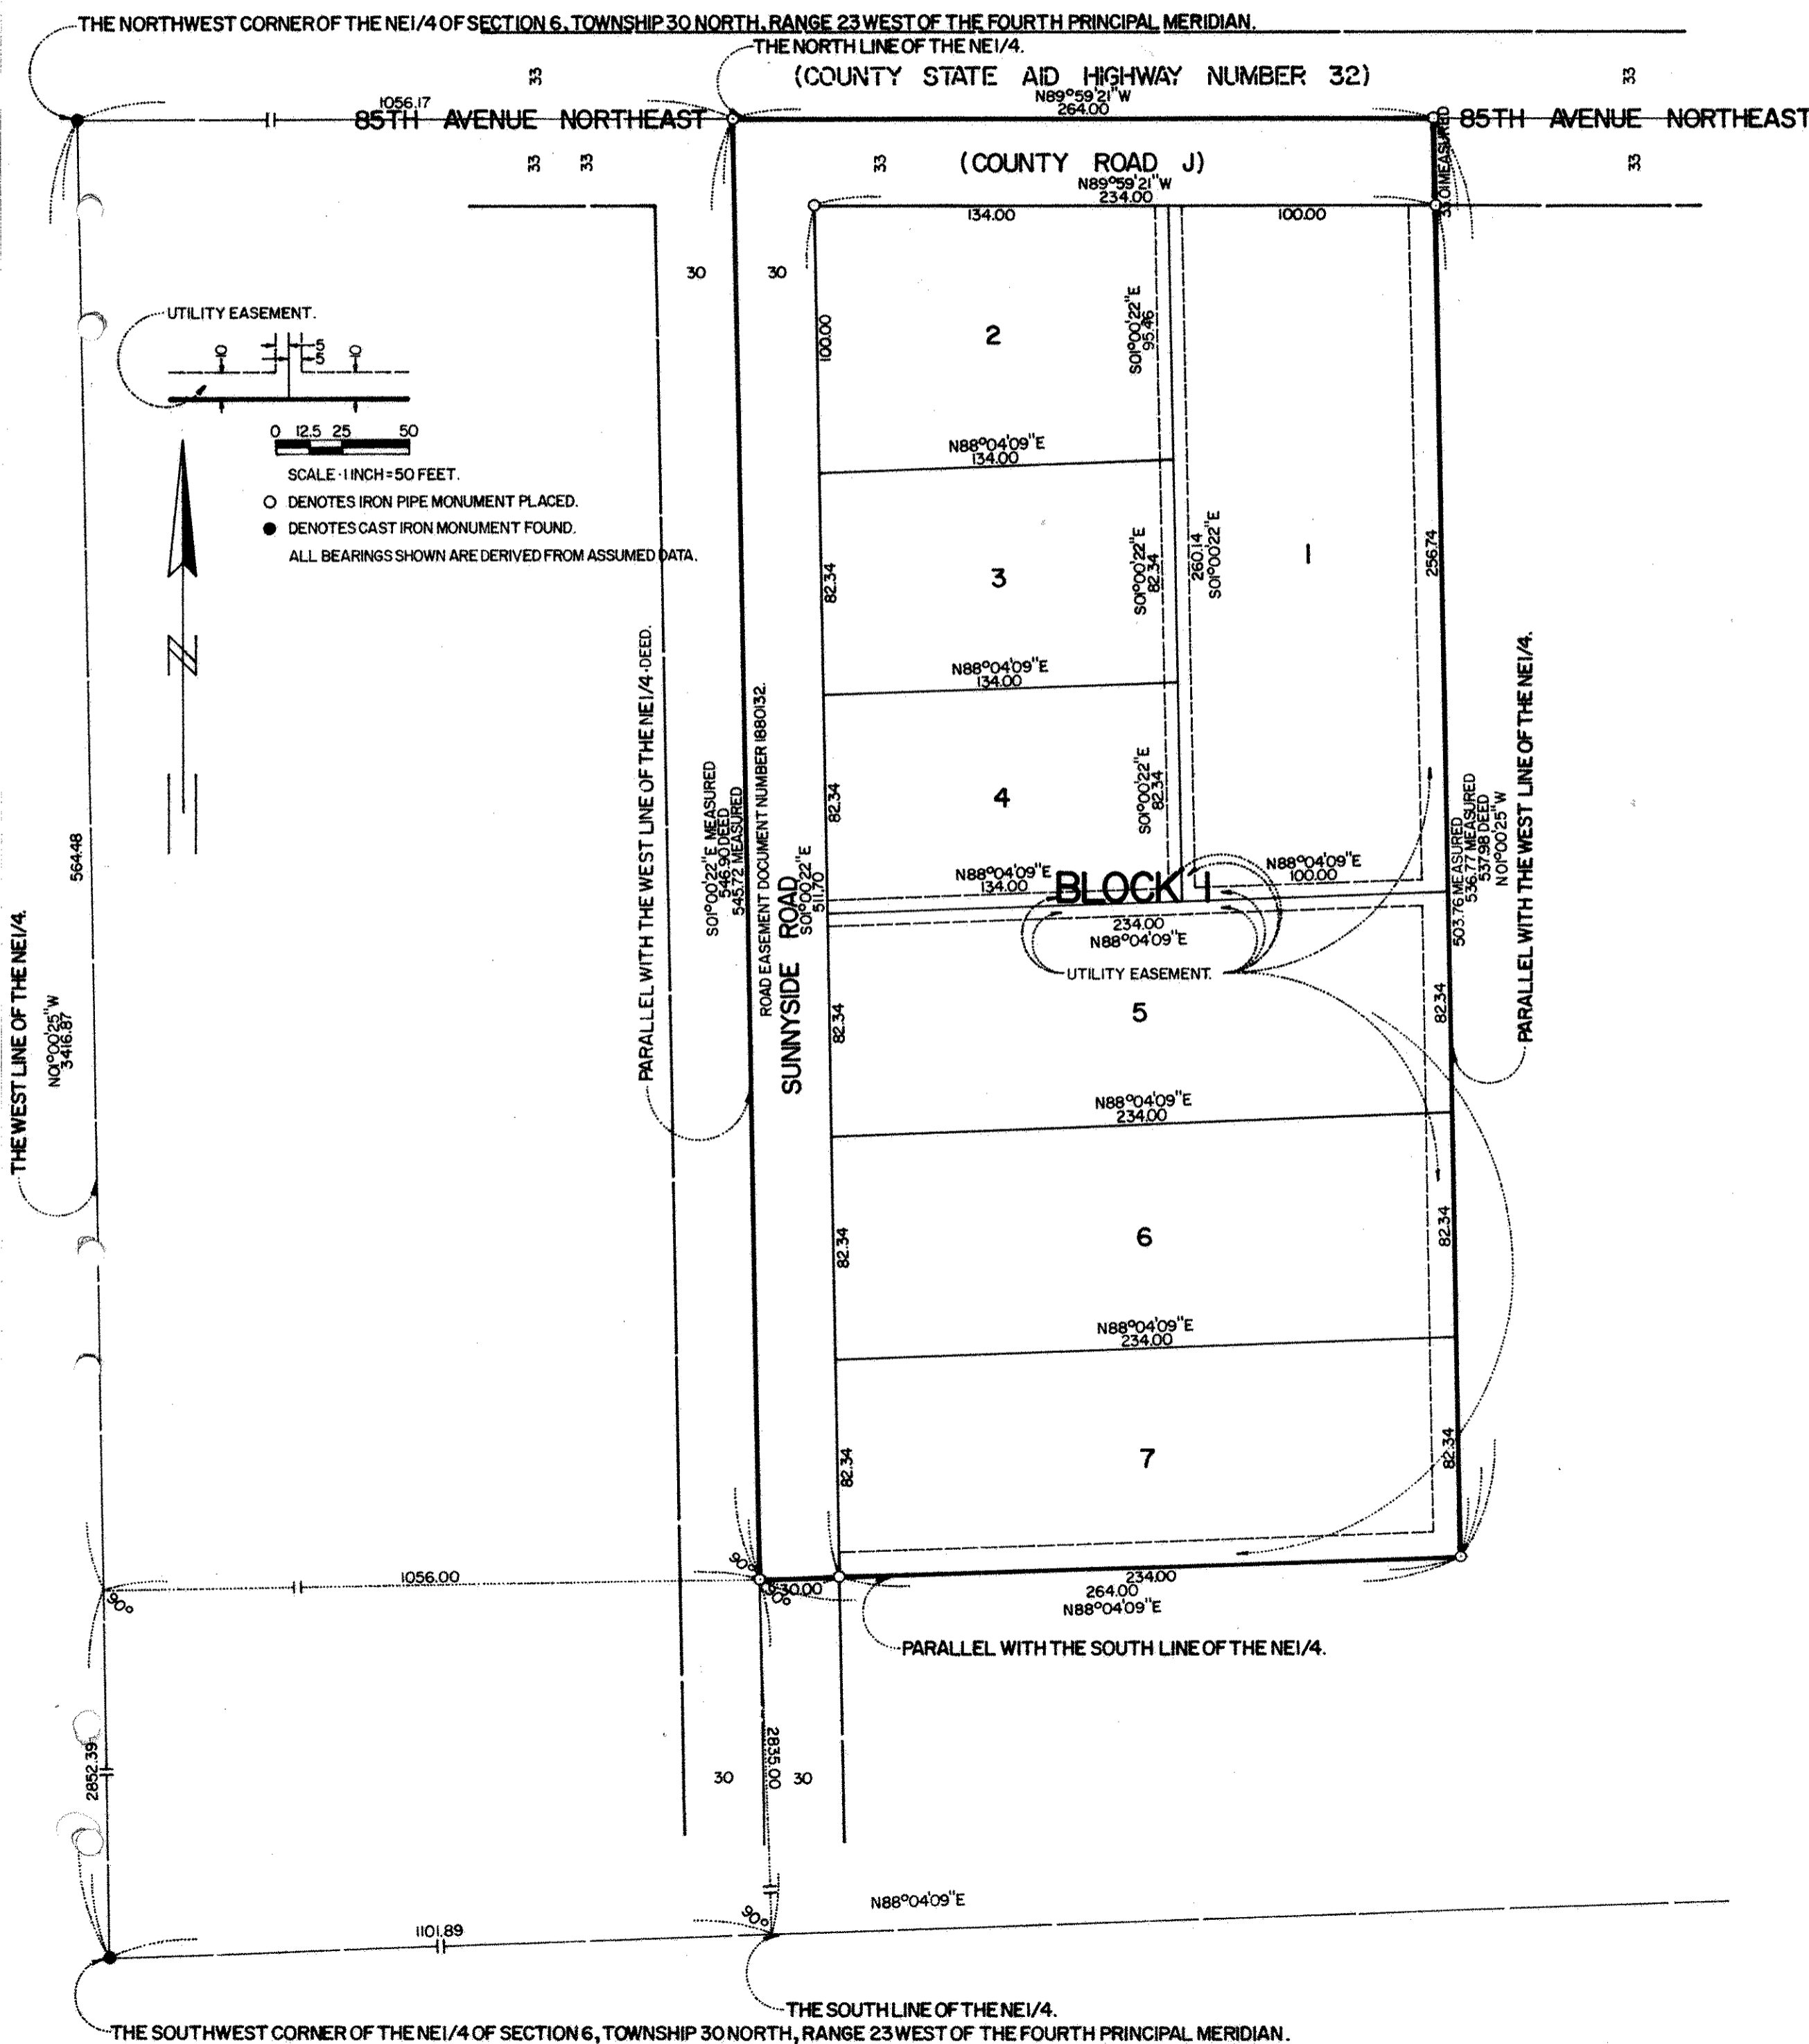 THE NORTHWEST CORNER OF THE NE1/4 OF SECTION 6, TOWNSHIP 30 NORTH, RANGE 23 WEST OF THE FOURTH PRINCIPAL MERIDIAN.
THE NORTH LINE OF THE NE1/4.
(COUNTY STATE AID HIGHWAY NUMBER 32)
33
33
N89°59'21"W
264.00
1056.17
85TH AVENUE NORTHEAST
85TH AVENUE NORTHEAST
33
33
33
(COUNTY ROAD J)
33
33.01 MEASURED
N89°59'21"W
234.00
134.00
100.00
30
30
UTILITY EASEMENT.
10
5
5
10
0 12.5 25 50
SCALE · 1 INCH = 50 FEET.
DENOTES IRON PIPE MONUMENT PLACED.
DENOTES CAST IRON MONUMENT FOUND.
ALL BEARINGS SHOWN ARE DERIVED FROM ASSUMED DATA.
N
2
100.00
S01°00'22"E
95.46
N88°04'09"E
134.00
3
82.34
S01°00'22"E
82.34
260.14
S01°00'22"E
1
256.74
N88°04'09"E
134.00
4
82.34
S01°00'22"E
82.34
N88°04'09"E
134.00
BLOCK 1
N88°04'09"E
100.00
234.00
N88°04'09"E
UTILITY EASEMENT.
5
82.34
82.34
N88°04'09"E
234.00
6
82.34
82.34
N88°04'09"E
234.00
7
82.34
82.34
PARALLEL WITH THE WEST LINE OF THE NE1/4-DEED.
S01°00'22"E MEASURED
546.90 DEED
545.72 MEASURED
ROAD EASEMENT DOCUMENT NUMBER 1880132.
SUNNYSIDE ROAD
S01°00'22"E
511.70
503.76 MEASURED
536.77 MEASURED
537.98 DEED
N01°00'25"W
PARALLEL WITH THE WEST LINE OF THE NE1/4.
564.48
THE WEST LINE OF THE NE1/4.
N01°00'25"W
3416.87
90°
1056.00
90°
90°
30.00
234.00
264.00
N88°04'09"E
PARALLEL WITH THE SOUTH LINE OF THE NE1/4.
2852.39
30
2835.00
30
90°
N88°04'09"E
1101.89
THE SOUTH LINE OF THE NE1/4.
THE SOUTHWEST CORNER OF THE NE1/4 OF SECTION 6, TOWNSHIP 30 NORTH, RANGE 23 WEST OF THE FOURTH PRINCIPAL MERIDIAN.